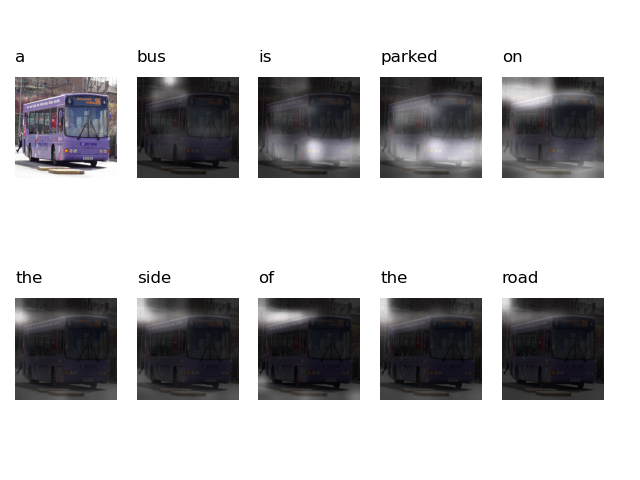 a bus is parked on
the side of the road